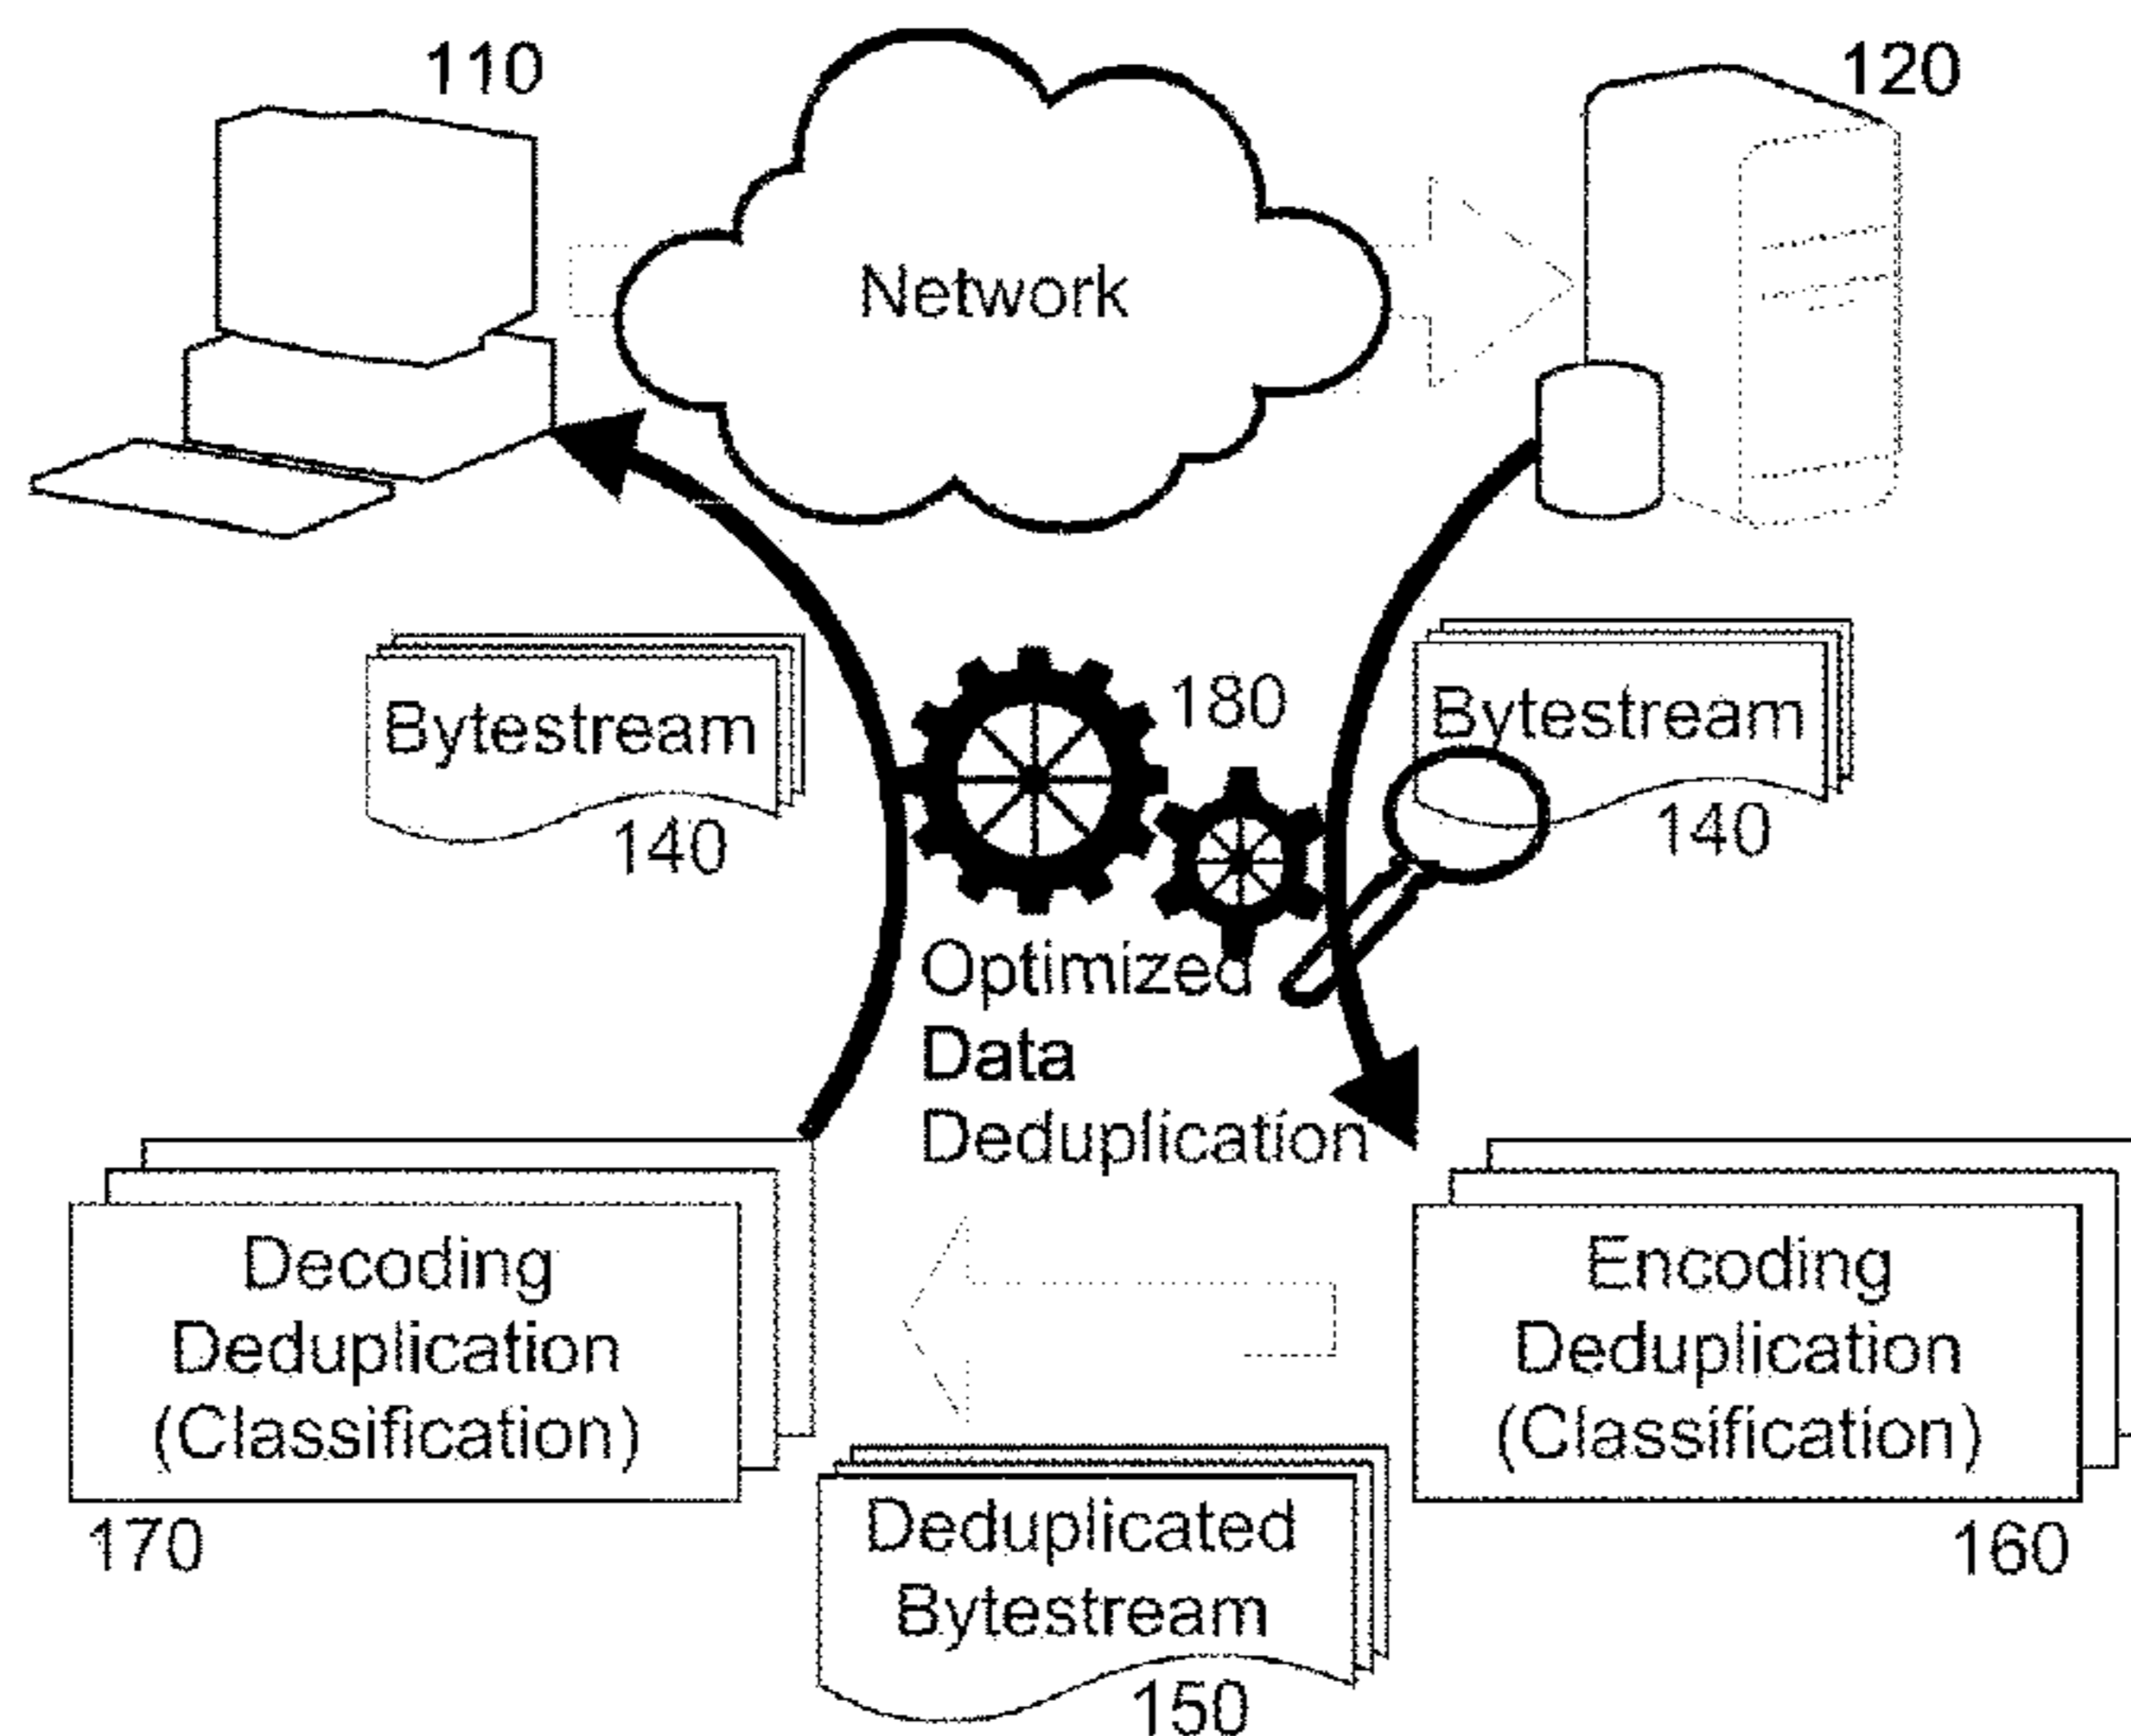 110
120
Network
Bytestream
140
180
Bytestream
140
Optimized
Data
Deduplication
Decoding
Deduplication
(Classification)
170
Encoding
Deduplication
(Classification)
160
Deduplicated
Bytestream
150